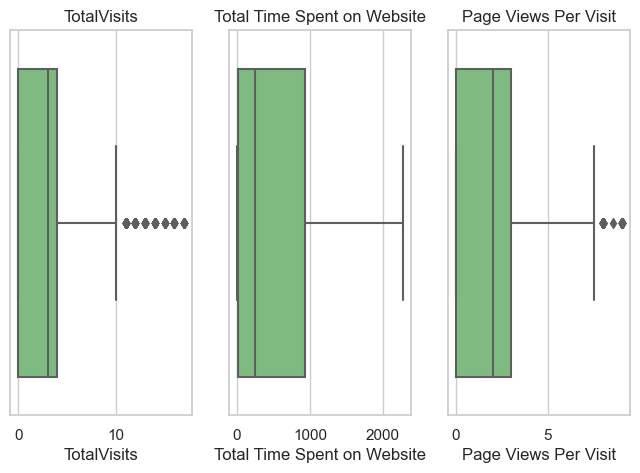 TotalVisits Total Time Spent on Website Page Views Per Visit
0 10 0 1000 2000 0 5
TotalVisits Total Time Spent on Website Page Views Per Visit